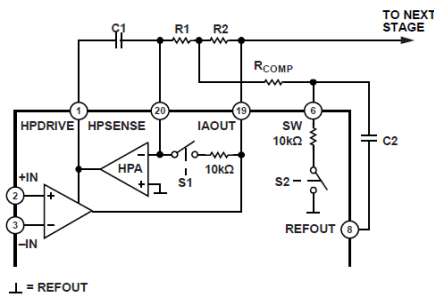 TO NEXT
STAGE
C1
R1
R2
RCOMP
1
20
19
6
HPDRIVE
HPSENSE
IAOUT
SW
10kΩ
C2
HPA
–
+
S1
10kΩ
S2
+IN
2
+
3
–
–IN
REFOUT
8
= REFOUT